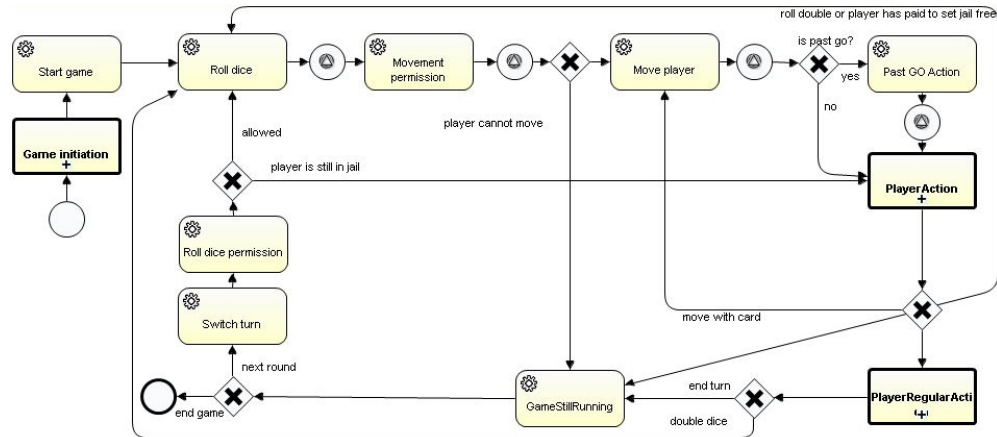 roll double or player has paid to set jail free
is past go?
Start game
Roll dice
Movement
permission
Move player
yes
Past GO Action
no
player cannot move
allowed
Game initiation
player is still in jail
PlayerAction
Roll dice permission
Switch turn
move with card
next round
end turn
end game
GameStillRunning
double dice
PlayerRegularActi